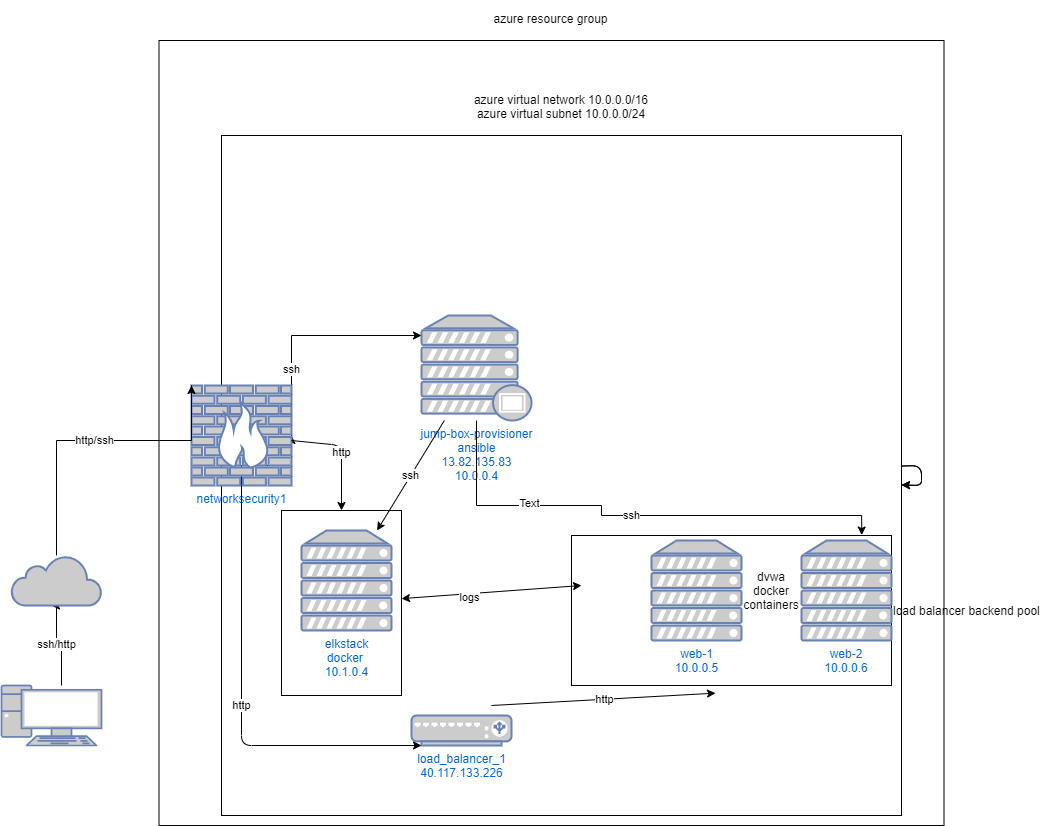 azure resource group
azure virtual network 10.0.0.0/16
azure virtual subnet 10.0.0.0/24
ssh
http/ssh
http
networksecurity1
jump-box-provisioner
ansible
13.82.135.83
10.0.0.4
ssh
Text
ssh
elkstack
docker
10.1.0.4
logs
dvwa
docker
containers
load balancer backend pool
web-1
10.0.0.5
web-2
10.0.0.6
ssh/http
http
http
load_balancer_1
40.117.133.226